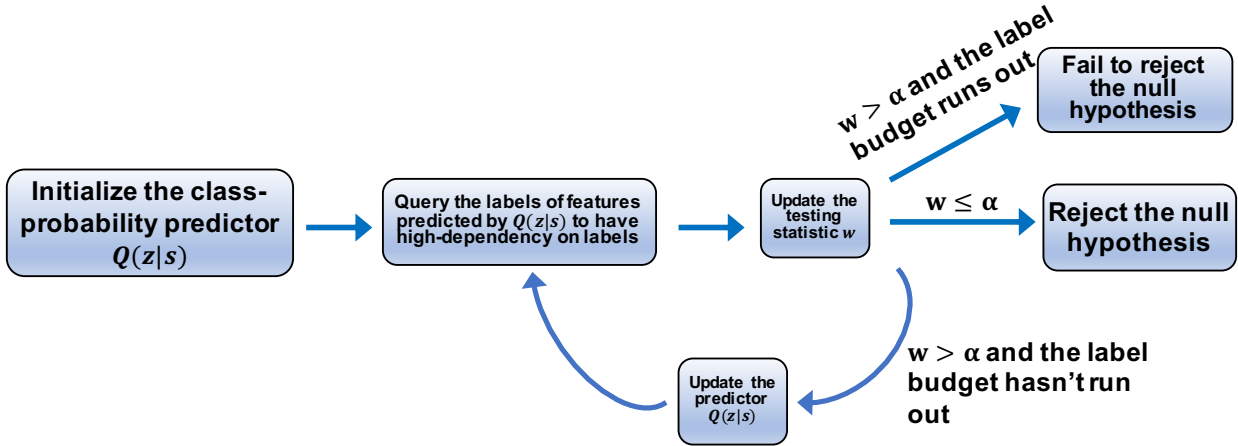 Initialize the class-
probability predictor
Q(z|s)
Query the labels of features
predicted by Q(z|s) to have
high-dependency on labels
Update the
testing
statistic w
w > α and the label
budget runs out
Fail to reject
the null
hypothesis
w ≤ α
Reject the null
hypothesis
w > α and the label
budget hasn't run
out
Update the
predictor
Q(z|s)